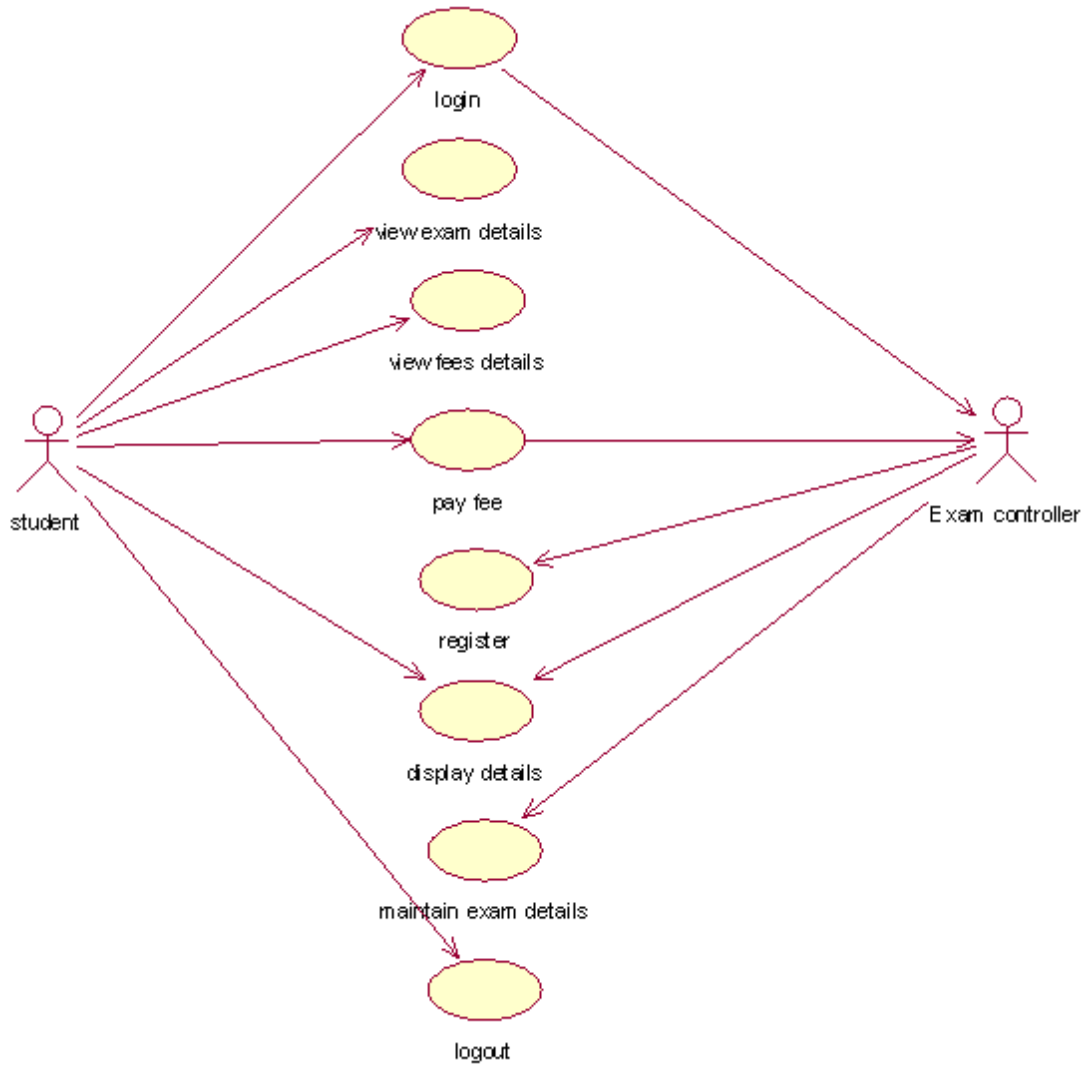 login
view exam details
view fees details
pay fee
student
Exam controller
register
display details
maintain exam details
logout